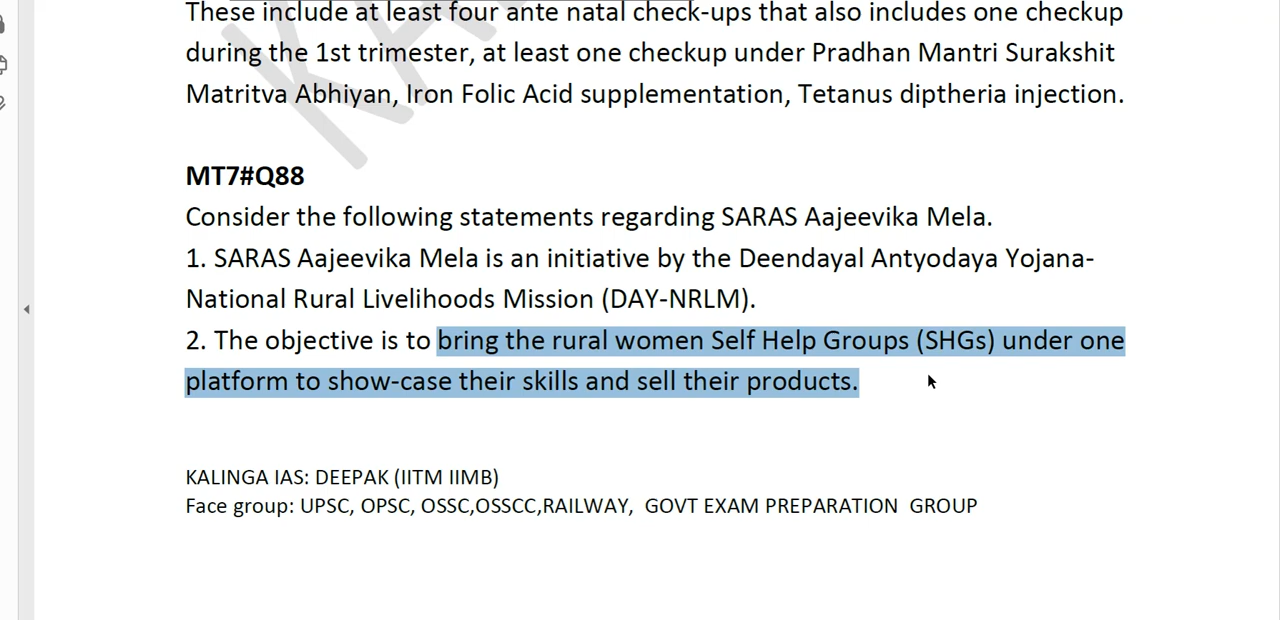 These include at least four ante natal check-ups that also includes one checkup
during the 1st trimester, at least one checkup under Pradhan Mantri Surakshit
Matritva Abhiyan, Iron Folic Acid supplementation, Tetanus diptheria injection.
MT7#Q88
Consider the following statements regarding SARAS Aajeevika Mela.
1. SARAS Aajeevika Mela is an initiative by the Deendayal Antyodaya Yojana-
National Rural Livelihoods Mission (DAY-NRLM).
2. The objective is to bring the rural women Self Help Groups (SHGs) under one
platform to show-case their skills and sell their products.
KALINGA IAS: DEEPAK (IITM IIMB)
Face group: UPSC, OPSC, OSSC,OSSCC,RAILWAY, GOVT EXAM PREPARATION GROUP